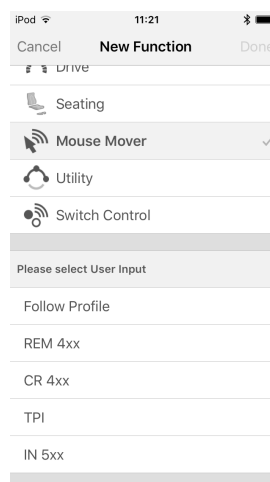 iPod 11:21
Cancel New Function Done
Drive
Seating
Mouse Mover
Utility
Switch Control
Please select User Input
Follow Profile
REM 4xx
CR 4xx
TPI
IN 5xx